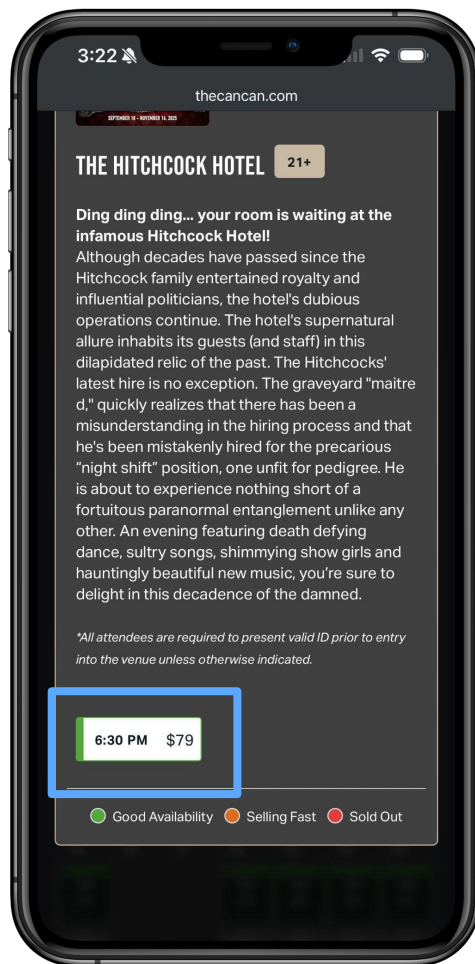 3:22
thecancan.com
SEPTEMBER 18 - NOVEMBER 16, 2025
THE HITCHCOCK HOTEL 21+
Ding ding ding... your room is waiting at the
infamous Hitchcock Hotel!
Although decades have passed since the
Hitchcock family entertained royalty and
influential politicians, the hotel's dubious
operations continue. The hotel's supernatural
allure inhabits its guests (and staff) in this
dilapidated relic of the past. The Hitchcocks'
latest hire is no exception. The graveyard "maitre
d," quickly realizes that there has been a
misunderstanding in the hiring process and that
he's been mistakenly hired for the precarious
“night shift” position, one unfit for pedigree. He
is about to experience nothing short of a
fortuitous paranormal entanglement unlike any
other. An evening featuring death defying
dance, sultry songs, shimmying show girls and
hauntingly beautiful new music, you’re sure to
delight in this decadence of the damned.
*All attendees are required to present valid ID prior to entry
into the venue unless otherwise indicated.
6:30 PM $79
Good Availability Selling Fast Sold Out